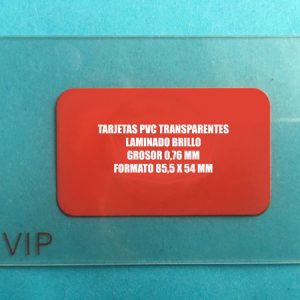 TARJETAS PVC TRANSPARENTES
LAMINADO BRILLO
GROSOR 0,76 MM
FORMATO 85,5 X 54 MM
VIP